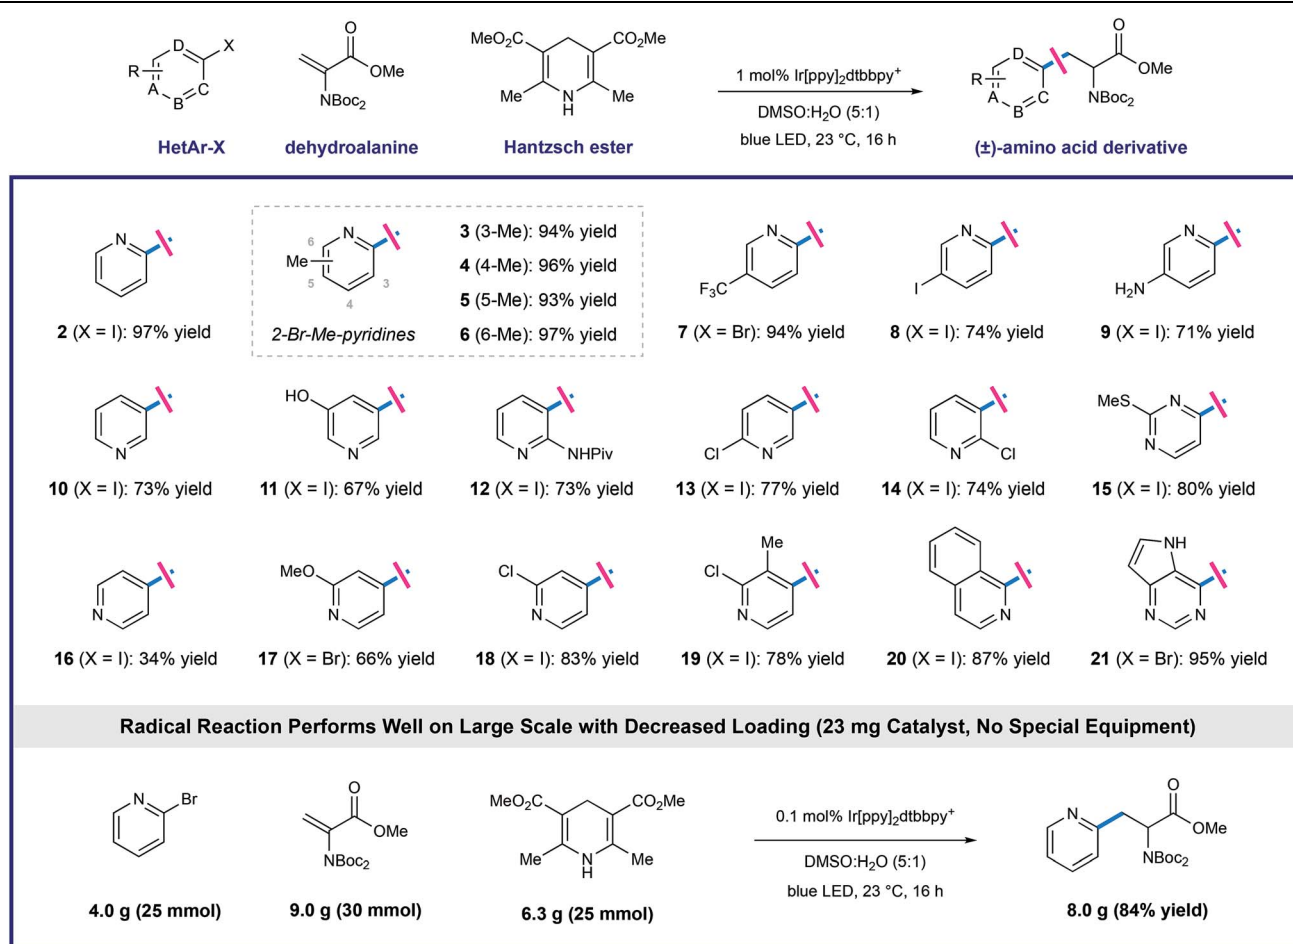 D
X
R
A
B
C
HetAr-X
O
OMe
NBoc₂
dehydroalanine
MeO₂C
CO₂Me
Me
N
H
Me
Hantzsch ester
1 mol% Ir[ppy]₂dtbbpy⁺
DMSO:H₂O (5:1)
blue LED, 23 °C, 16 h
D
R
A
B
C
O
OMe
NBoc₂
(±)-amino acid derivative
N
2 (X = I): 97% yield
6
N
Me
5
4
3
2-Br-Me-pyridines
3 (3-Me): 94% yield
4 (4-Me): 96% yield
5 (5-Me): 93% yield
6 (6-Me): 97% yield
N
F₃C
7 (X = Br): 94% yield
N
I
8 (X = I): 74% yield
N
H₂N
9 (X = I): 71% yield
N
10 (X = I): 73% yield
HO
N
11 (X = I): 67% yield
N
NHPiv
12 (X = I): 73% yield
Cl
N
13 (X = I): 77% yield
N
Cl
14 (X = I): 74% yield
MeS
N
N
15 (X = I): 80% yield
N
16 (X = I): 34% yield
MeO
N
17 (X = Br): 66% yield
Cl
N
18 (X = I): 83% yield
Me
Cl
N
19 (X = I): 78% yield
N
20 (X = I): 87% yield
NH
N
N
21 (X = Br): 95% yield
Radical Reaction Performs Well on Large Scale with Decreased Loading (23 mg Catalyst, No Special Equipment)
N
Br
4.0 g (25 mmol)
O
OMe
NBoc₂
9.0 g (30 mmol)
MeO₂C
CO₂Me
Me
N
H
Me
6.3 g (25 mmol)
0.1 mol% Ir[ppy]₂dtbbpy⁺
DMSO:H₂O (5:1)
blue LED, 23 °C, 16 h
N
O
OMe
NBoc₂
8.0 g (84% yield)